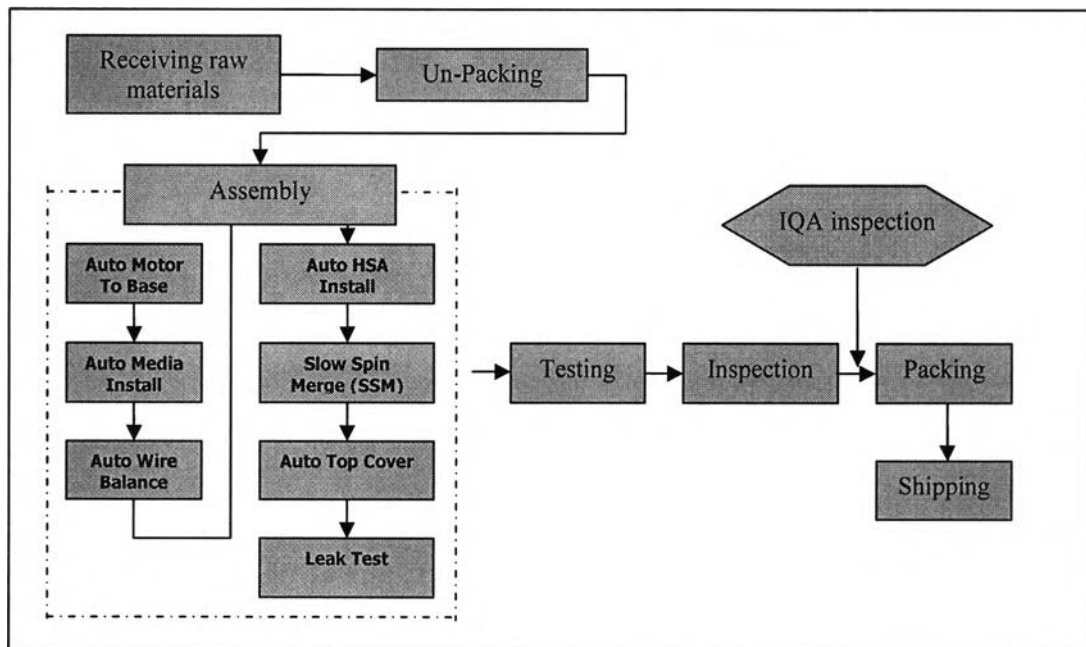 Receiving raw
materials
Un-Packing
Assembly
Auto Motor
To Base
Auto Media
Install
Auto Wire
Balance
Auto HSA
Install
Slow Spin
Merge (SSM)
Auto Top Cover
Leak Test
Testing
Inspection
IQA inspection
Packing
Shipping